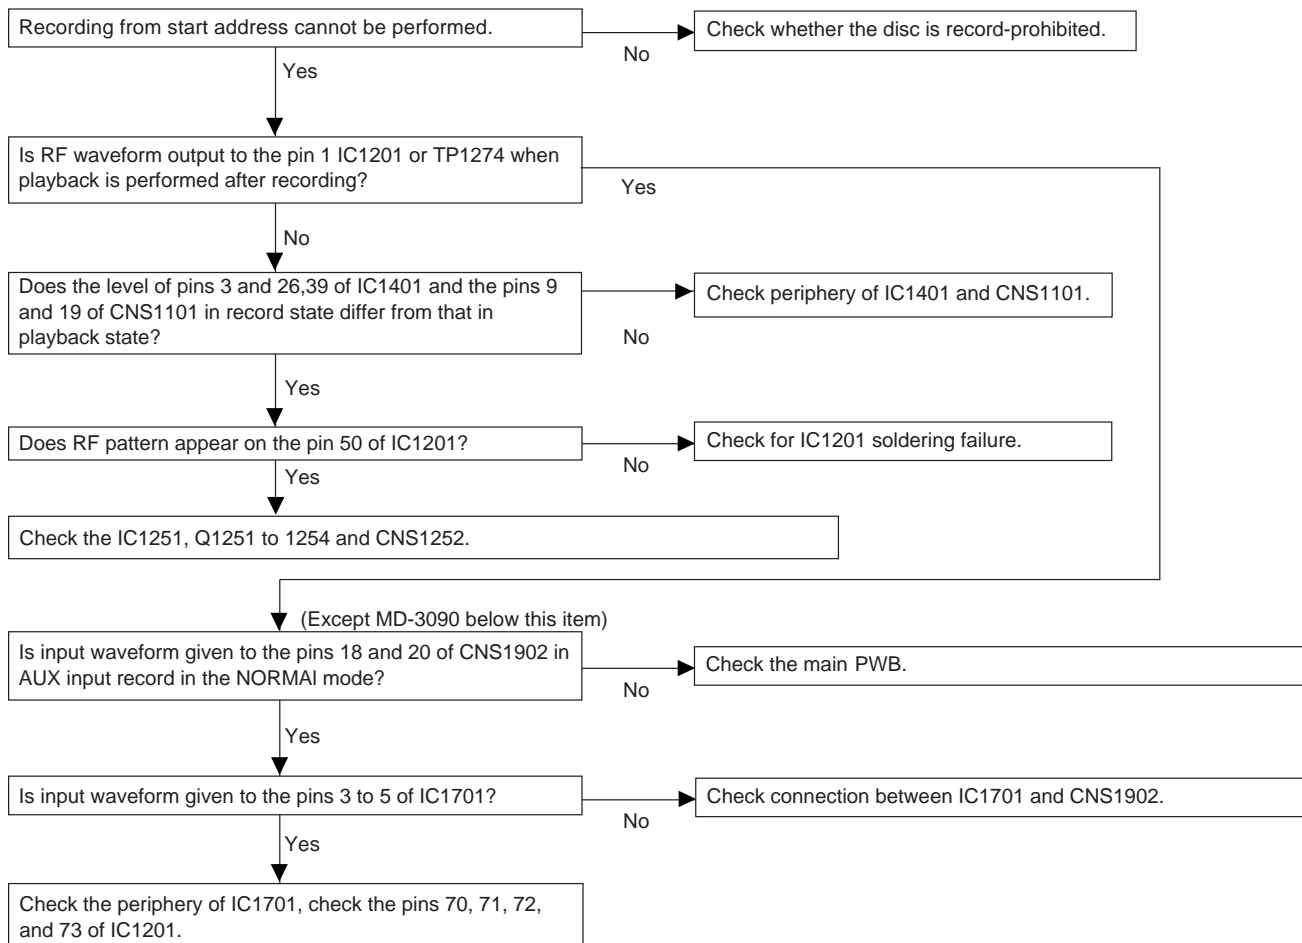 Recording from start address cannot be performed.
No
Check whether the disc is record-prohibited.
Yes
Is RF waveform output to the pin 1 IC1201 or TP1274 when
playback is performed after recording?
Yes
No
Does the level of pins 3 and 26,39 of IC1401 and the pins 9
and 19 of CNS1101 in record state differ from that in
playback state?
No
Check periphery of IC1401 and CNS1101.
Yes
Does RF pattern appear on the pin 50 of IC1201?
No
Check for IC1201 soldering failure.
Yes
Check the IC1251, Q1251 to 1254 and CNS1252.
(Except MD-3090 below this item)
Is input waveform given to the pins 18 and 20 of CNS1902 in
AUX input record in the NORMAl mode?
No
Check the main PWB.
Yes
Is input waveform given to the pins 3 to 5 of IC1701?
No
Check connection between IC1701 and CNS1902.
Yes
Check the periphery of IC1701, check the pins 70, 71, 72,
and 73 of IC1201.